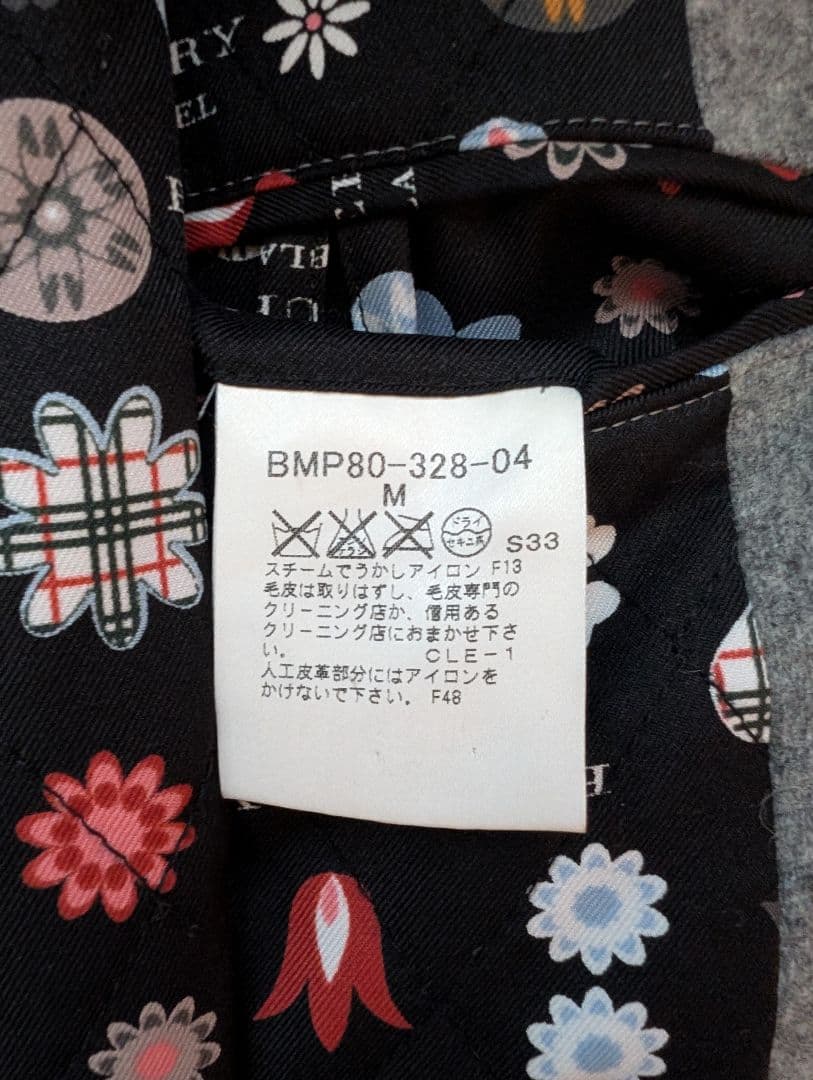 RY
EL
BLA
BMP80-328-04
M
ドライ
セキユ系
S33
スチームでうかしアイロン F13
毛皮は取りはずし、毛皮専門の
クリーニング店か、信用ある
クリーニング店におまかせ下さ
い。 CLE-1
人工皮革部分にはアイロンを
かけないで下さい。 F48